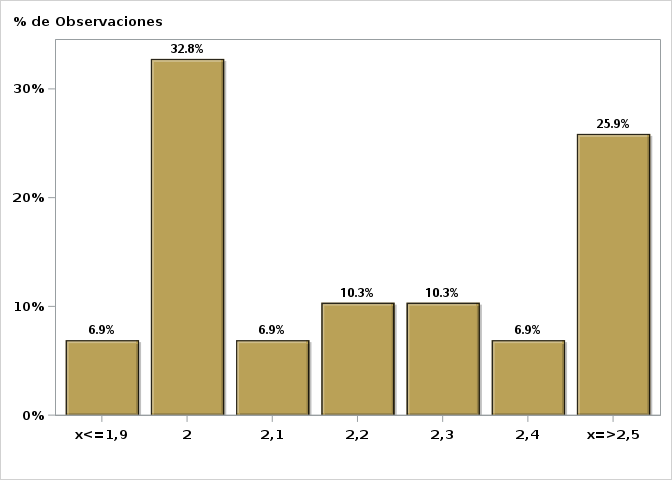 % de Observaciones
32.8%
30%
25.9%
20%
10.3% 10.3%
10%
6.9% 6.9% 6.9%
0%
x<=1,9 2 2,1 2,2 2,3 2,4 x=>2,5